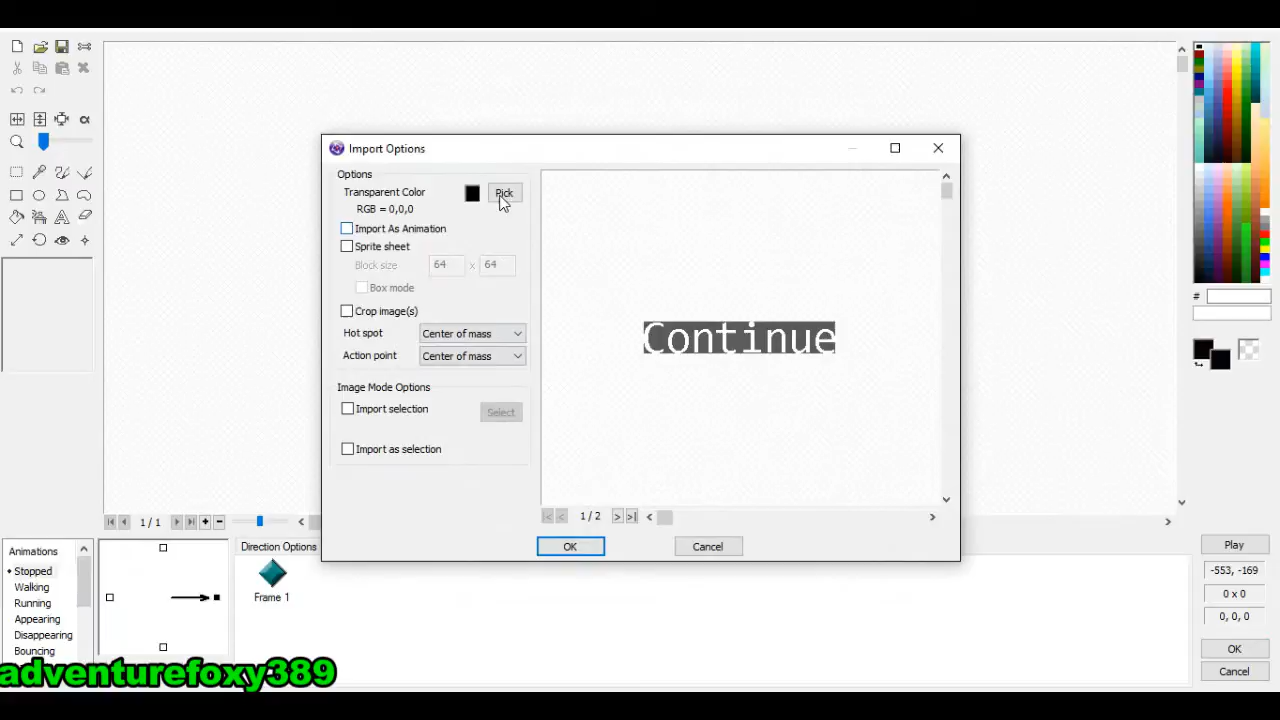 Import Options
Options
Transparent Color
Pick
RGB = 0,0,0
Import As Animation
Sprite sheet
Block size 64 x 64
Box mode
Crop image(s)
Hot spot Center of mass
Action point Center of mass
Image Mode Options
Import selection Select
Import as selection
Continue
1 / 2
OK Cancel
#
1 / 1
Animations
Stopped
Walking
Running
Appearing
Disappearing
Bouncing
Direction Options
Frame 1
Play
-553, -169
0 x 0
0, 0, 0
OK
Cancel
adventurefoxy389